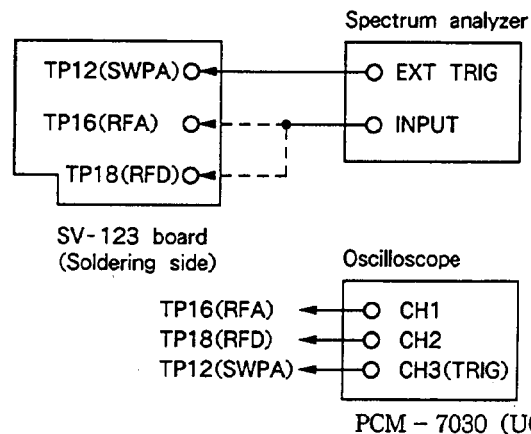 Spectrum analyzer
TP12(SWPA)
EXT TRIG
TP16(RFA)
INPUT
TP18(RFD)
SV-123 board
(Soldering side)
Oscilloscope
TP16(RFA)
CH1
TP18(RFD)
CH2
TP12(SWPA)
CH3(TRIG)
PCM - 7030